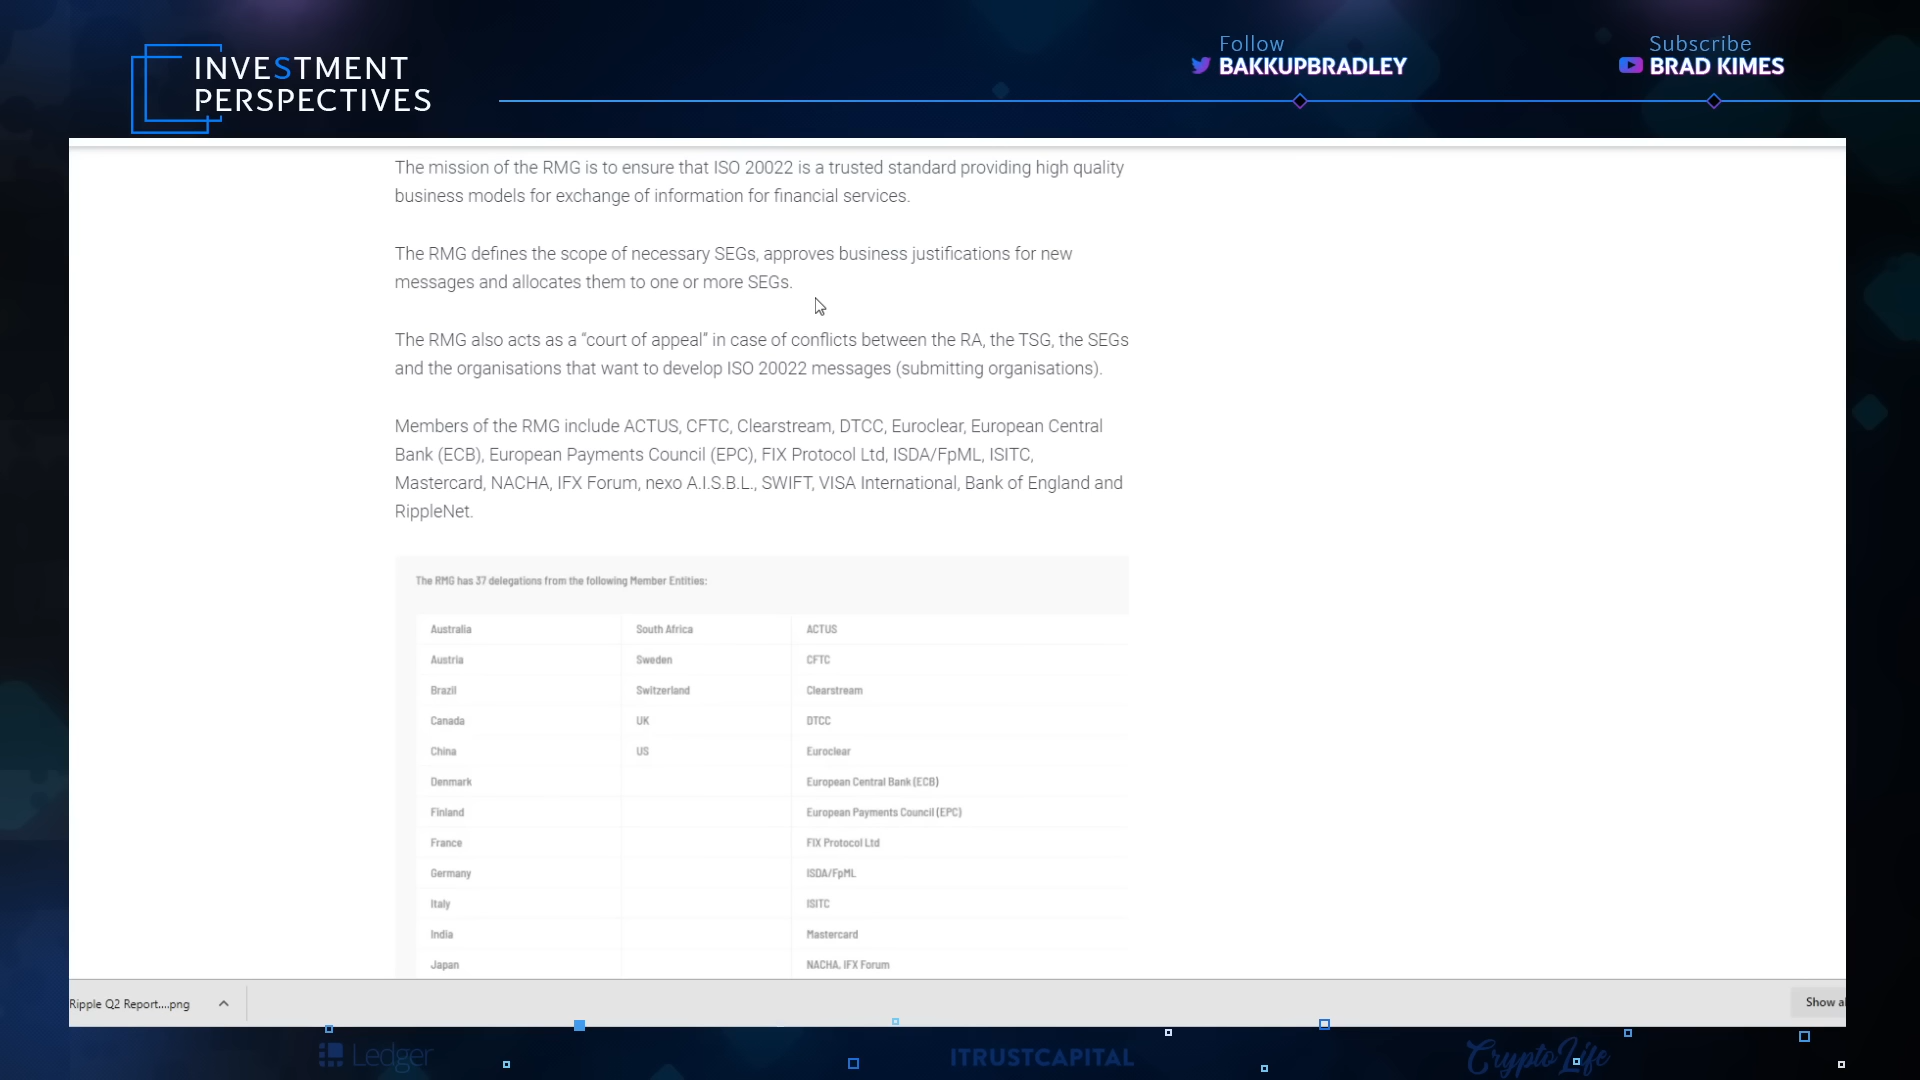 INVESTMENT
PERSPECTIVES
Follow
BAKKUPBRADLEY
Subscribe
BRAD KIMES
The mission of the RMG is to ensure that ISO 20022 is a trusted standard providing high quality
business models for exchange of information for financial services.
The RMG defines the scope of necessary SEGs, approves business justifications for new
messages and allocates them to one or more SEGs.
The RMG also acts as a “court of appeal” in case of conflicts between the RA, the TSG, the SEGs
and the organisations that want to develop ISO 20022 messages (submitting organisations).
Members of the RMG include ACTUS, CFTC, Clearstream, DTCC, Euroclear, European Central
Bank (ECB), European Payments Council (EPC), FIX Protocol Ltd, ISDA/FpML, ISITC,
Mastercard, NACHA, IFX Forum, nexo A.I.S.B.L., SWIFT, VISA International, Bank of England and
RippleNet.
The RMG has 37 delegations from the following Member Entities:
Australia South Africa ACTUS
Austria Sweden CFTC
Brazil Switzerland Clearstream
Canada UK DTCC
China US Euroclear
Denmark European Central Bank (ECB)
Finland European Payments Council (EPC)
France FIX Protocol Ltd
Germany ISDA/FpML
Italy ISITC
India Mastercard
Japan NACHA, IFX Forum
Ripple Q2 Report....png
Show al
Ledger
ITRUSTCAPITAL
CryptoLife